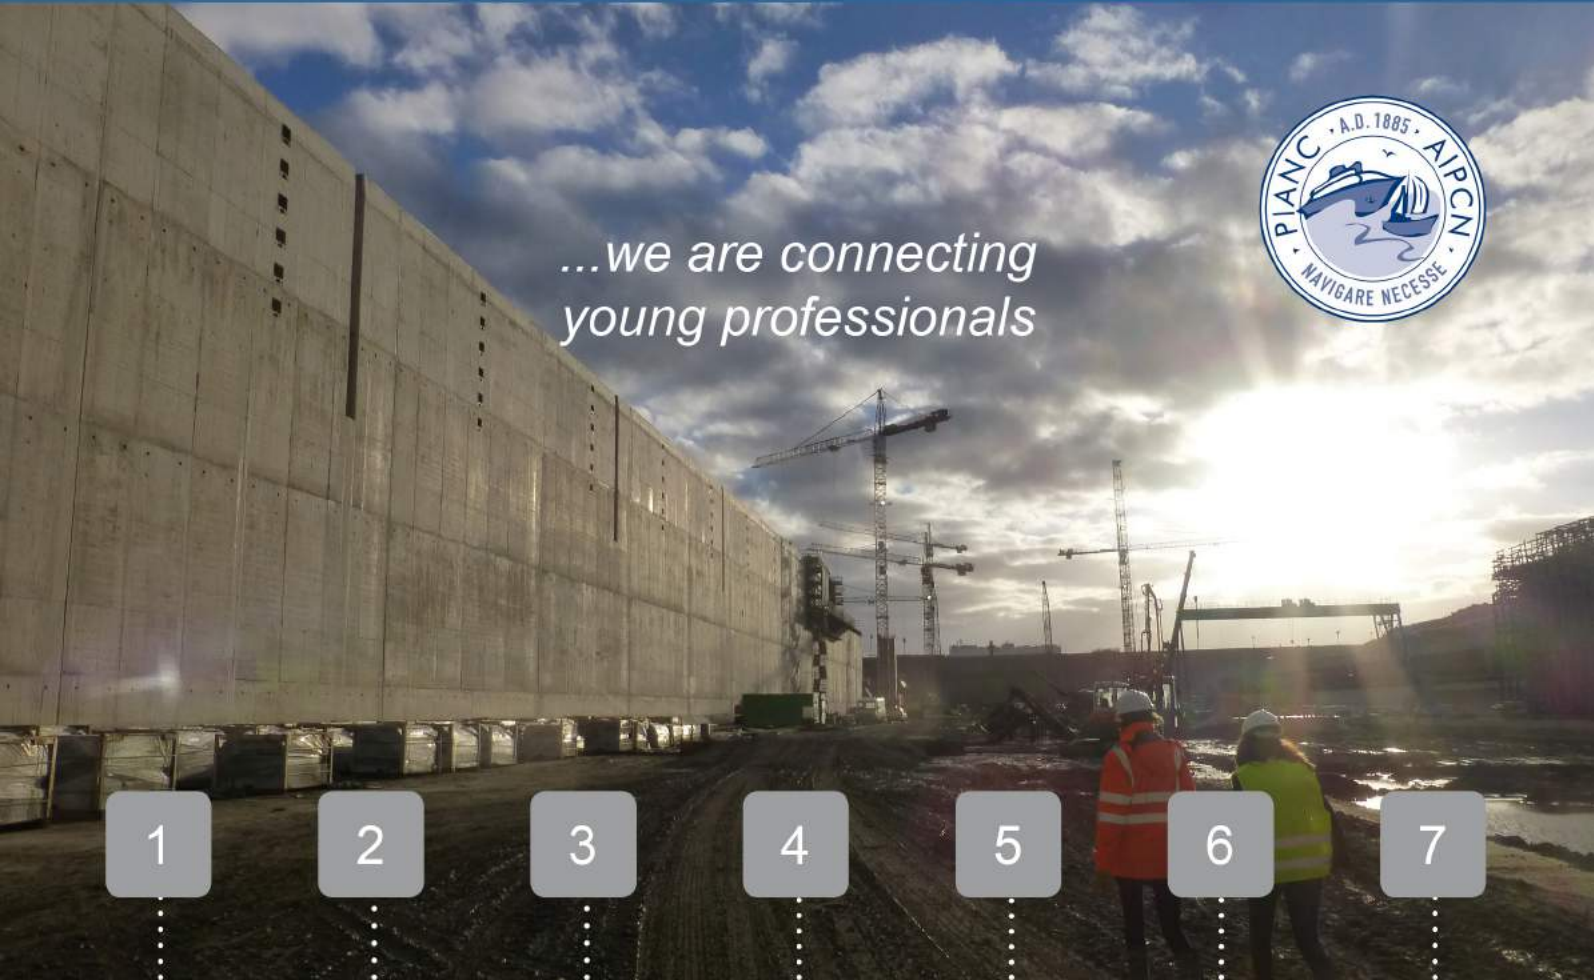 ...we are connecting
young professionals
PIANC · A.D. 1885 · AIPCN
NAVIGARE NECESSE
1 2 3 4 5 6 7